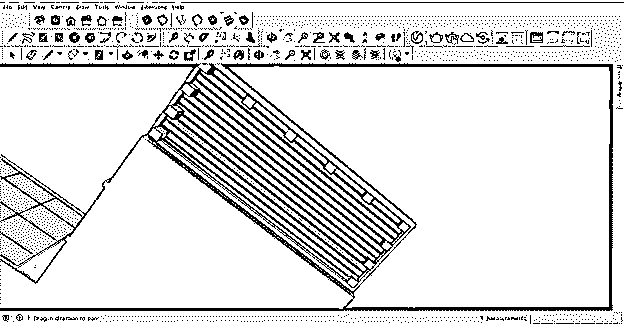 File Edit View Camera Draw Tools Window Extensions Help
Drag in direction to pan
Measurements